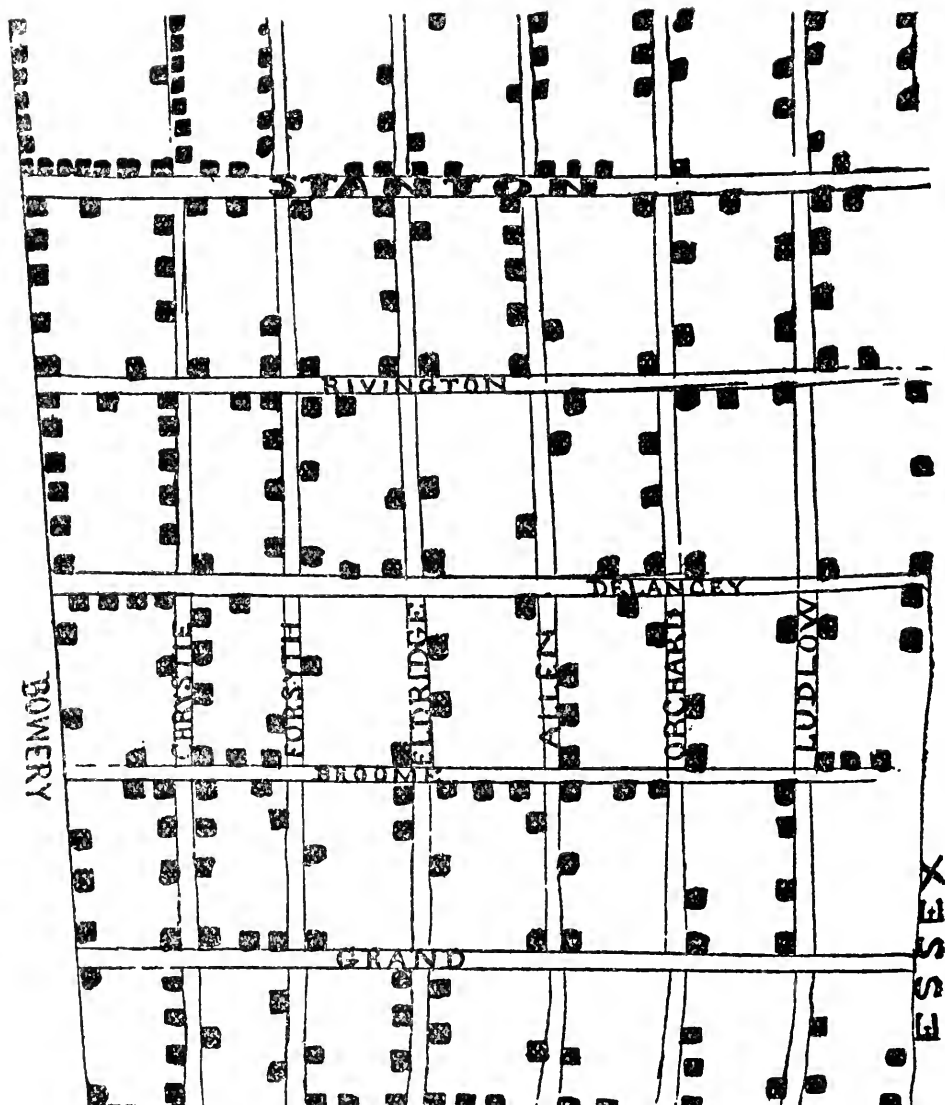 STANTON
RIVINGTON
DELANCEY
CHRYSTIE
FORSYTH
ELDRIDGE
ALLEN
ORCHARD
LUDLOW
BOWERY
BROOME
ESSEX
GRAND